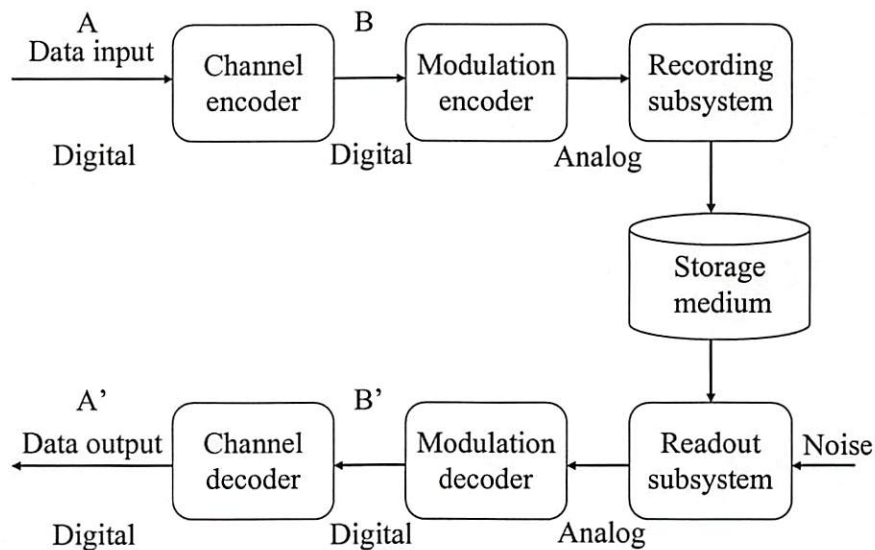 A
Data input
Digital
Channel
encoder
B
Digital
Modulation
encoder
Analog
Recording
subsystem
Storage
medium
A’
Data output
Digital
Channel
decoder
B’
Digital
Modulation
decoder
Analog
Readout
subsystem
Noise